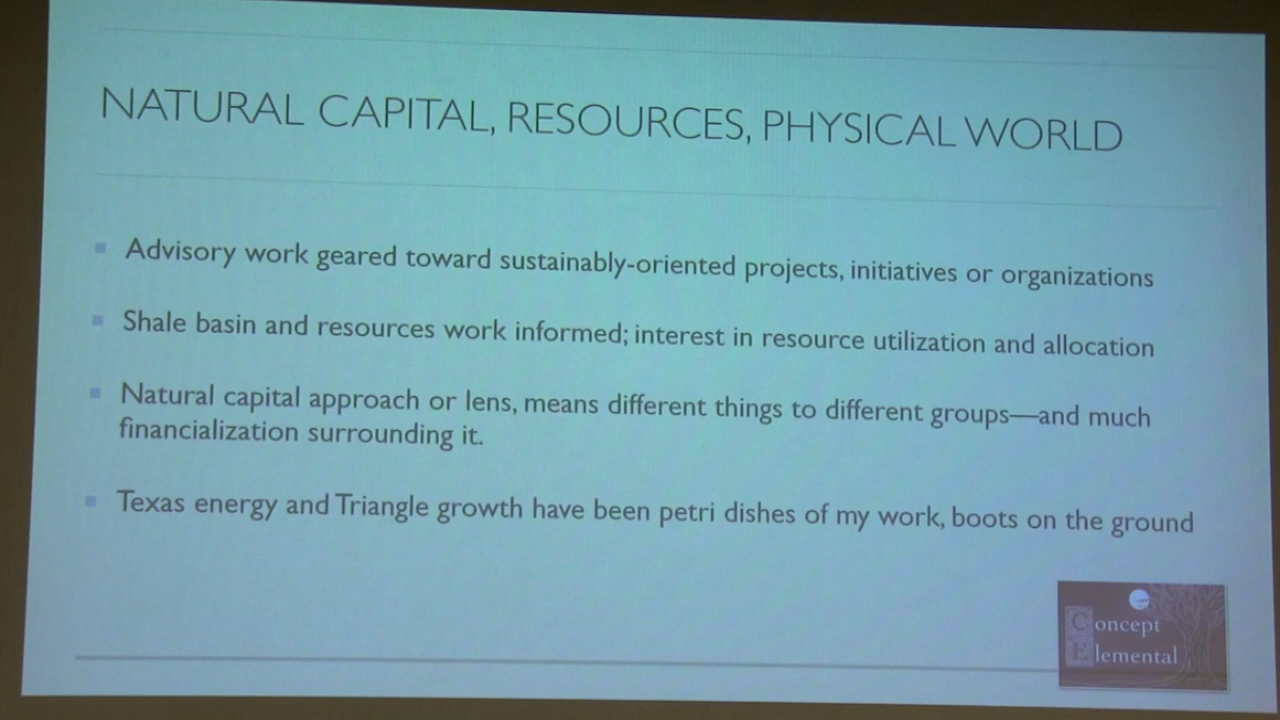 NATURAL CAPITAL, RESOURCES, PHYSICAL WORLD
Advisory work geared toward sustainably-oriented projects, initiatives or organizations
Shale basin and resources work informed; interest in resource utilization and allocation
Natural capital approach or lens, means different things to different groups—and much
financialization surrounding it.
Texas energy and Triangle growth have been petri dishes of my work, boots on the ground
Concept
Elemental